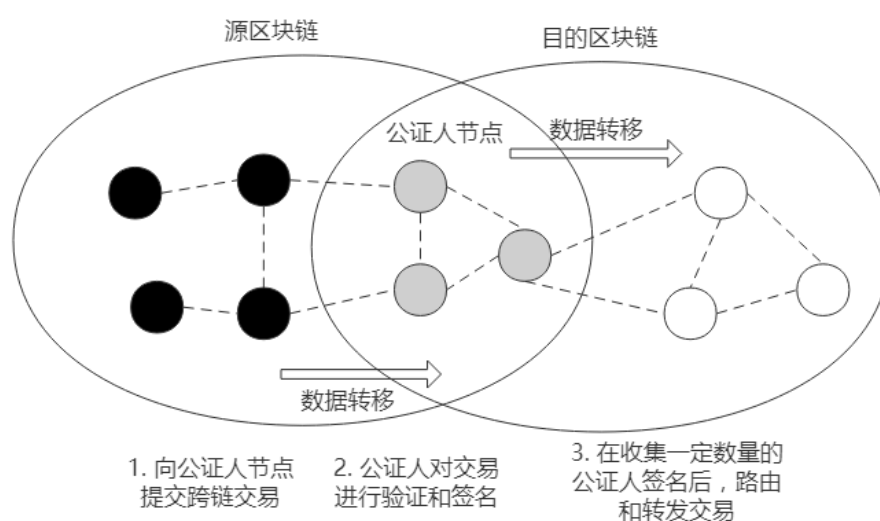 源区块链
目的区块链
公证人节点
数据转移
数据转移
1. 向公证人节点
提交跨链交易
2. 公证人对交易
进行验证和签名
3. 在收集一定数量的
公证人签名后，路由
和转发交易